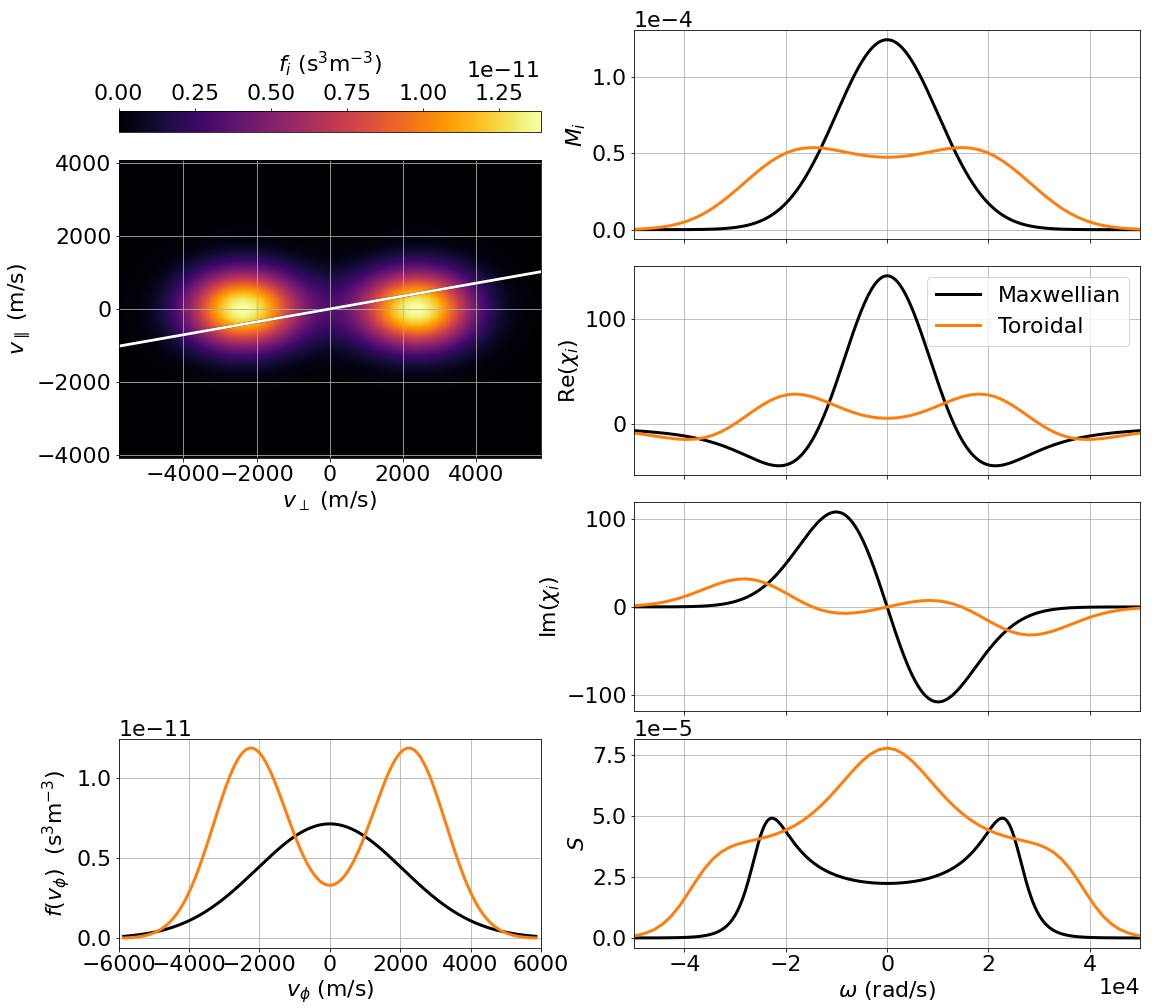 f_i (s^3m^{-3})
1e−11
0.00 0.25 0.50 0.75 1.00 1.25
4000
2000
0
−2000
−4000
v_∥ (m/s)
−4000 −2000 0 2000 4000
v_⊥ (m/s)
1e−11
1.0
0.5
0.0
f(v_ϕ) (s^3m^{-3})
−6000 −4000 −2000 0 2000 4000 6000
v_ϕ (m/s)
1e−4
1.0
0.5
0.0
M_i
Maxwellian
Toroidal
100
0
Re(χ_i)
100
0
−100
Im(χ_i)
1e−5
7.5
5.0
2.5
0.0
S
−4 −2 0 2 4
1e4
ω (rad/s)